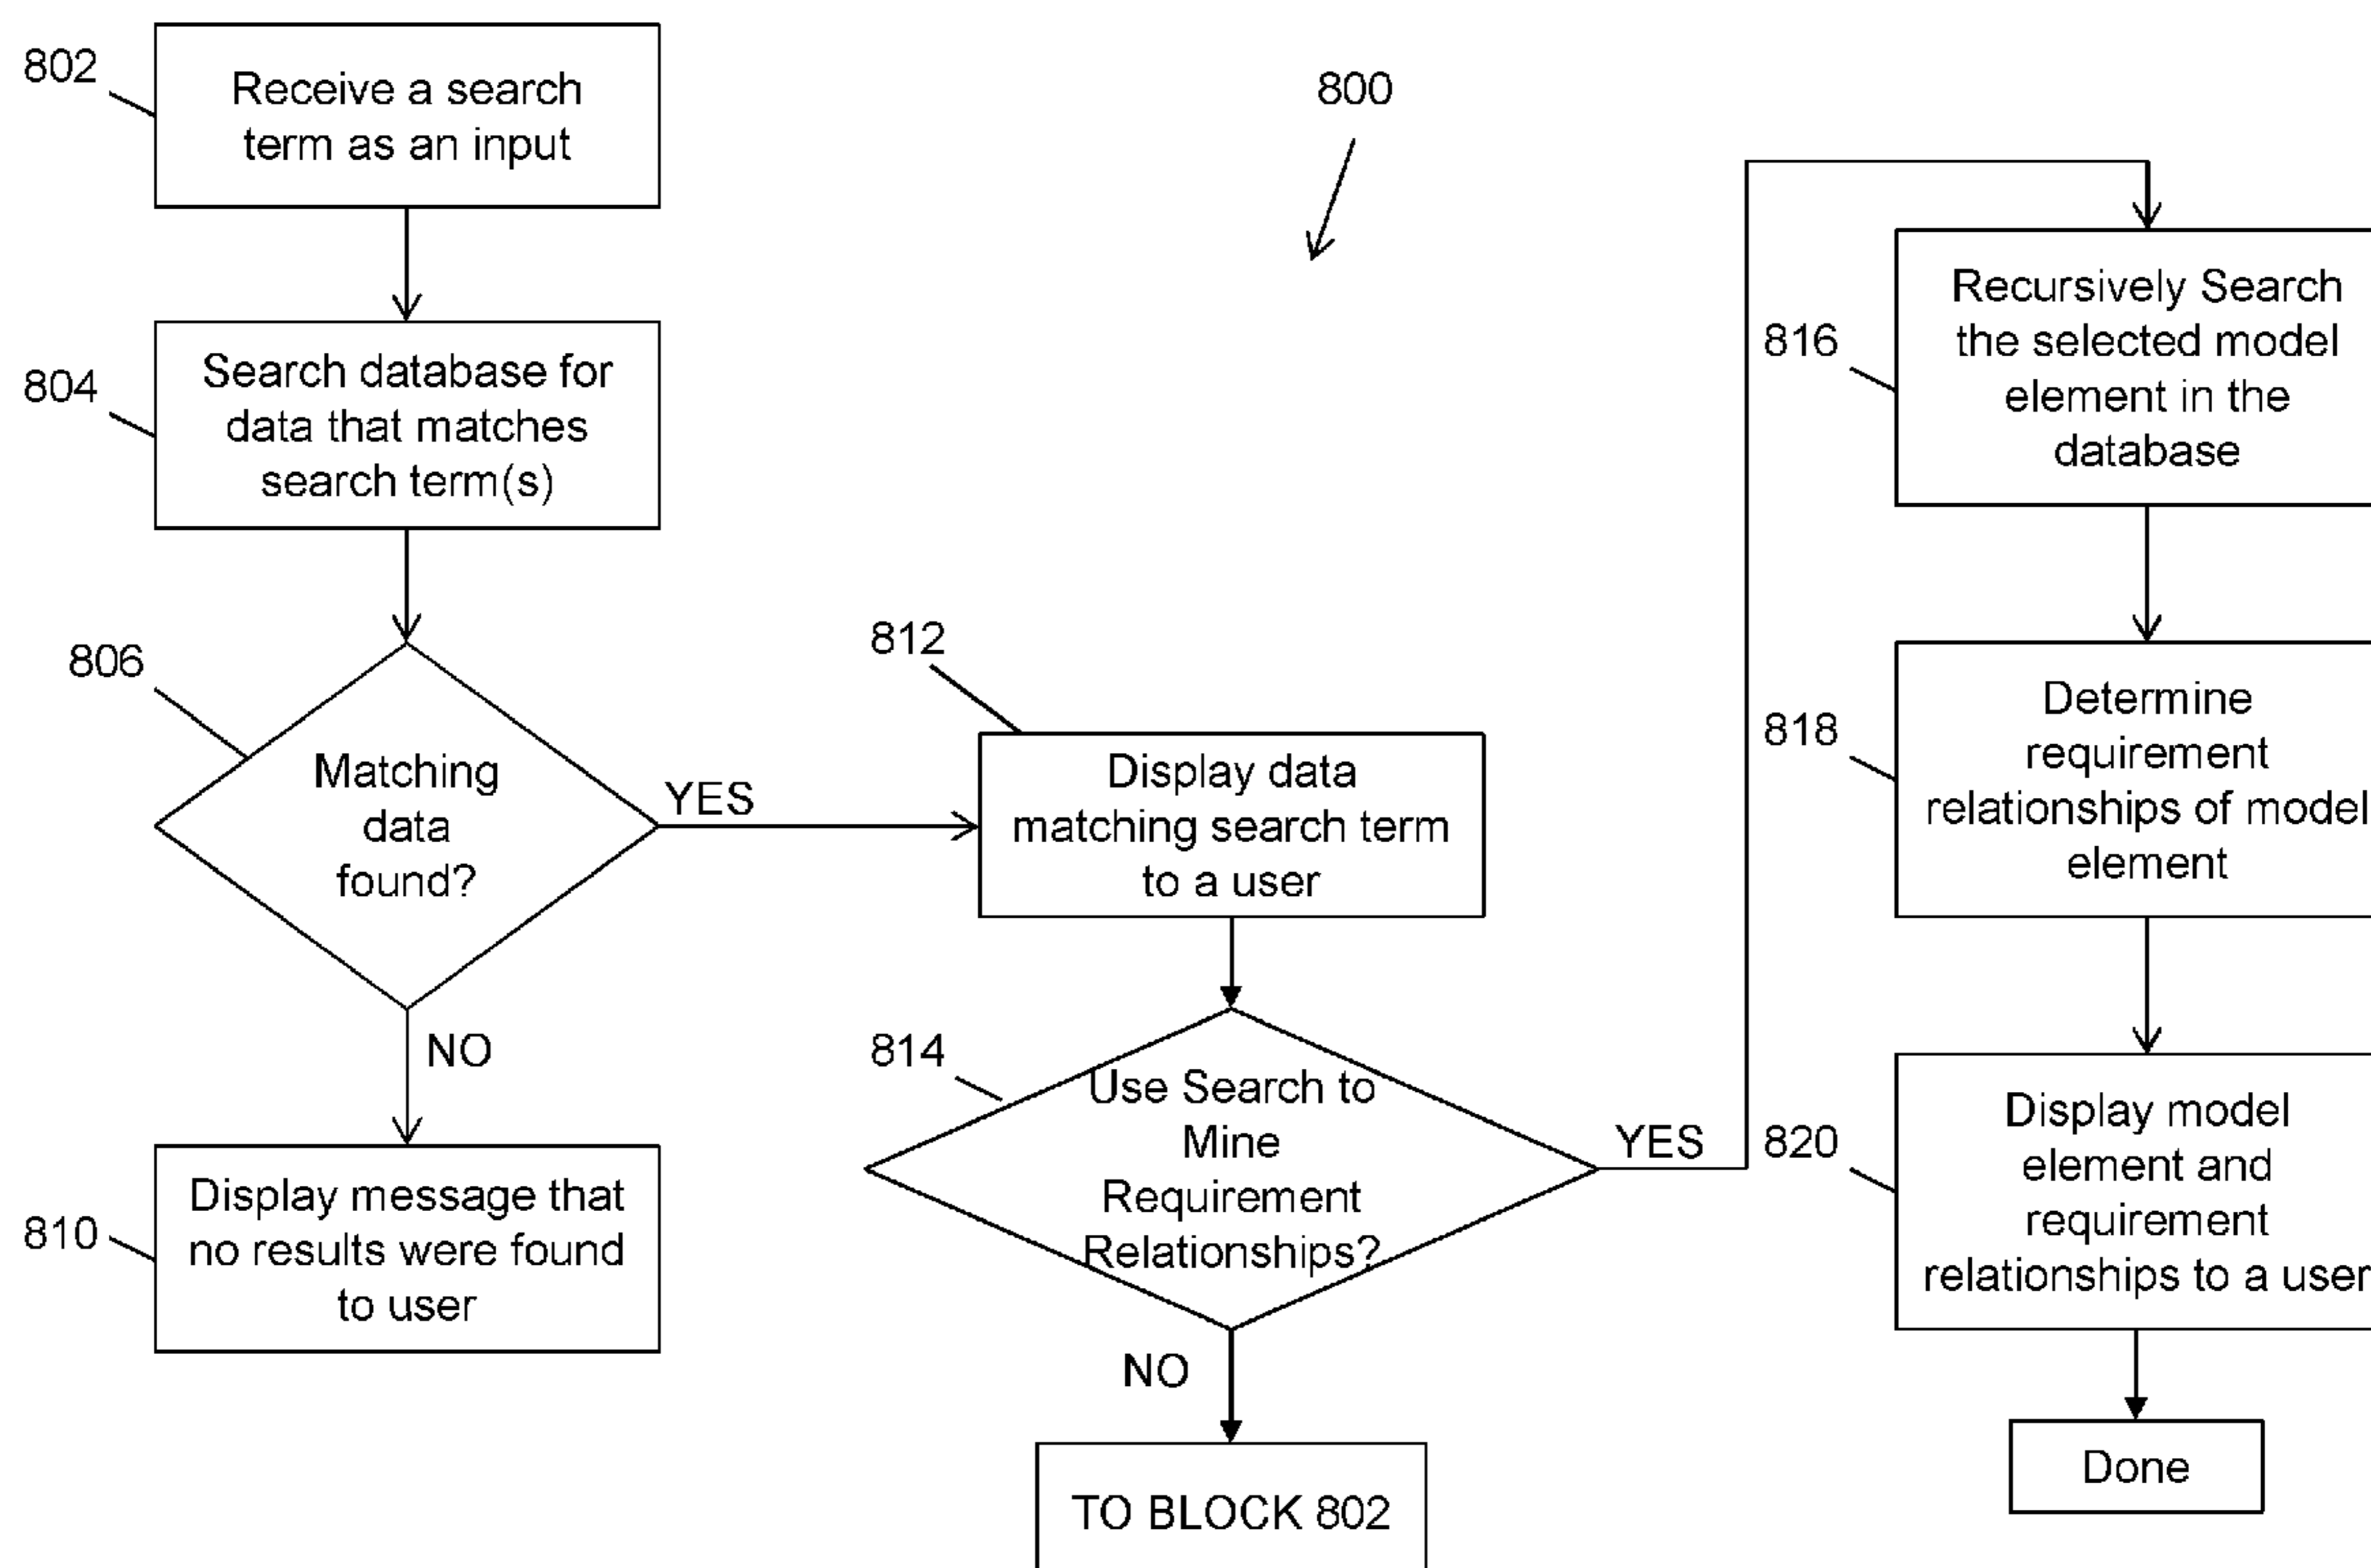 802
Receive a search
term as an input
804
Search database for
data that matches
search term(s)
806
Matching
data
found?
YES
NO
810
Display message that
no results were found
to user
800
812
Display data
matching search term
to a user
814
Use Search to
Mine
Requirement
Relationships?
YES
NO
TO BLOCK 802
816
Recursively Search
the selected model
element in the
database
818
Determine
requirement
relationships of model
element
820
Display model
element and
requirement
relationships to a user
Done